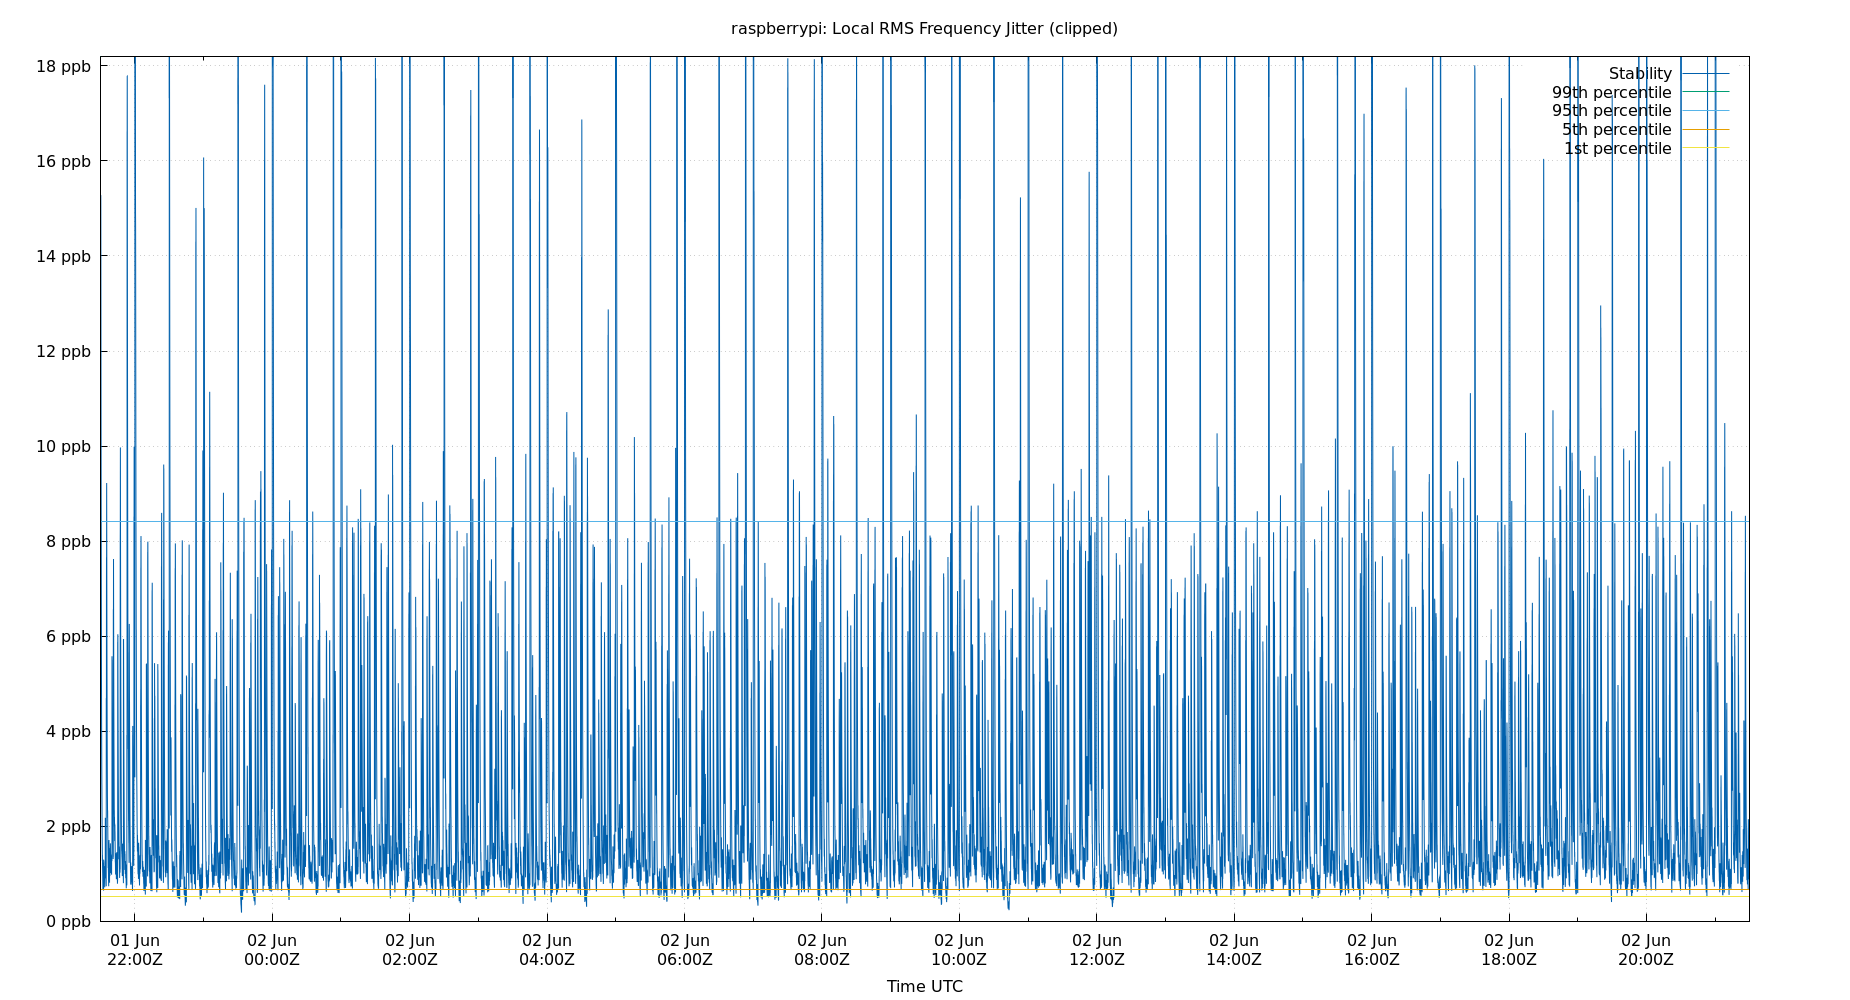 raspberrypi: Local RMS Frequency Jitter (clipped)
18 ppb
16 ppb
14 ppb
12 ppb
10 ppb
8 ppb
6 ppb
4 ppb
2 ppb
0 ppb
Stability
99th percentile
95th percentile
5th percentile
1st percentile
01 Jun
22:00Z
02 Jun
00:00Z
02 Jun
02:00Z
02 Jun
04:00Z
02 Jun
06:00Z
02 Jun
08:00Z
02 Jun
10:00Z
02 Jun
12:00Z
02 Jun
14:00Z
02 Jun
16:00Z
02 Jun
18:00Z
02 Jun
20:00Z
Time UTC